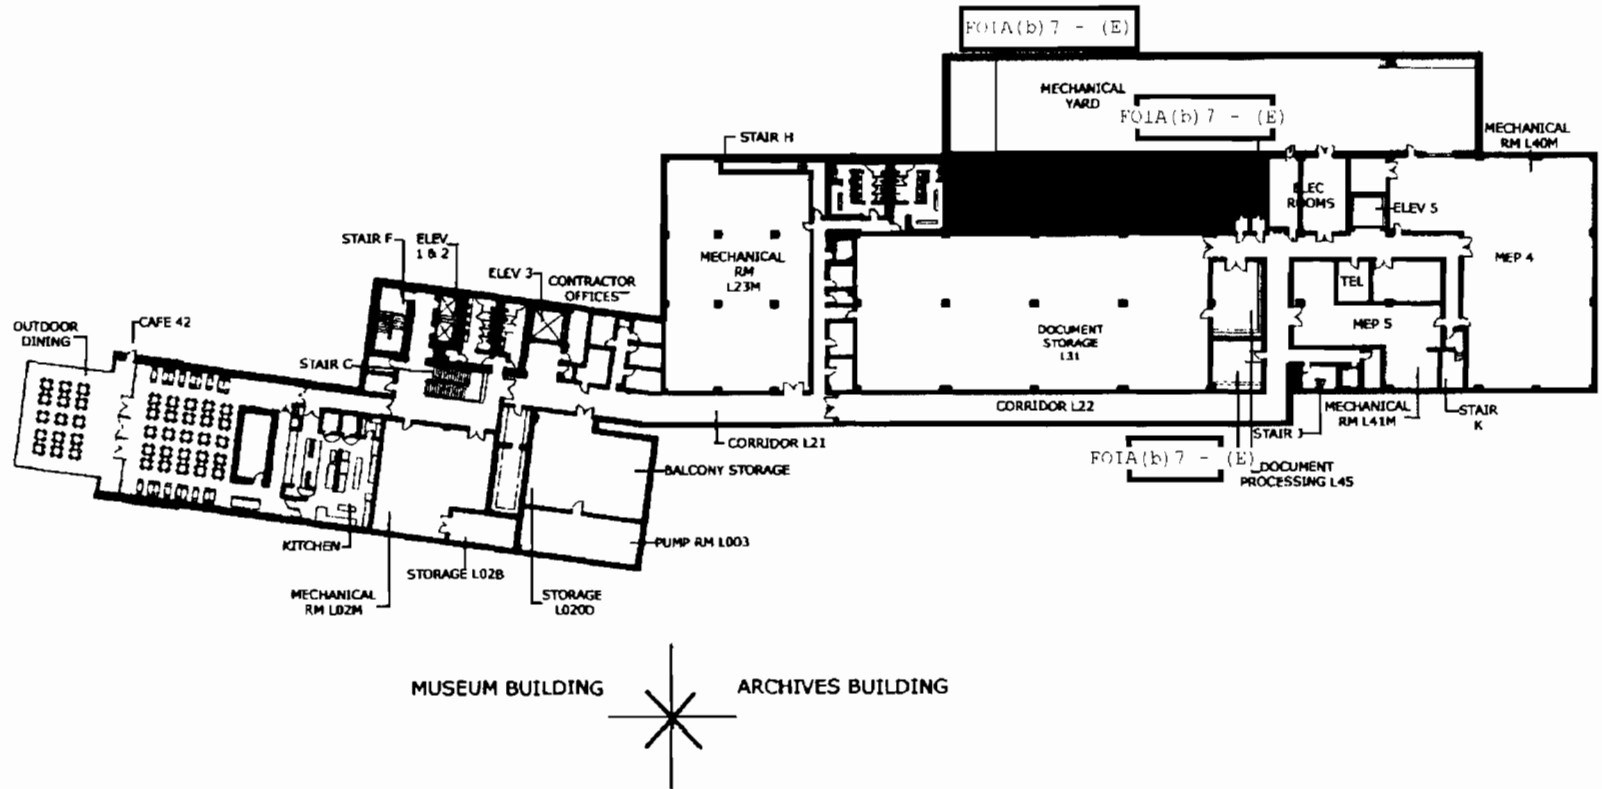 FOIA(b)7 - (E)
MECHANICAL
YARD
FOIA(b)7 - (E)
STAIR H
MECHANICAL
RM L40M
ELEC
ROOMS
ELEV 5
STAIR F
ELEV
1 & 2
ELEV 3
CONTRACTOR
OFFICES
MECHANICAL
RM
L23M
MEP 4
TEL
MEP 5
DOCUMENT
STORAGE
L31
OUTDOOR
DINING
CAFE 42
STAIR G
CORRIDOR L22
MECHANICAL
RM L41M
STAIR
K
STAIR J
CORRIDOR L21
FOIA(b)7 - (E)
DOCUMENT
PROCESSING L45
BALCONY STORAGE
KITCHEN
PUMP RM L003
STORAGE L02B
MECHANICAL
RM L02M
STORAGE
L020D
MUSEUM BUILDING
ARCHIVES BUILDING